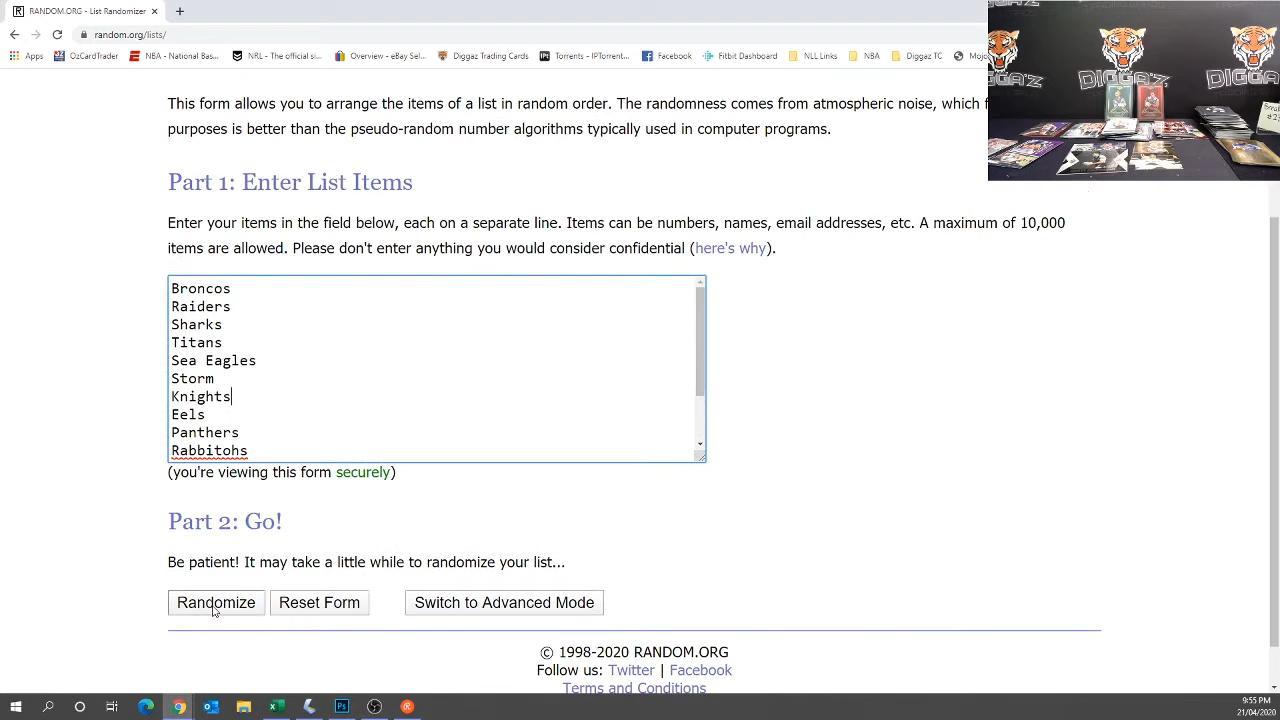 RANDOM.ORG - List Randomizer
random.org/lists/
Apps OzCardTrader NBA - National Bas... NRL - Therofficial si... Overview - eBay Sel... Diggaz Trading Cards Torrents - IPTorrent... Facebook Fitbit Dashboard NLL Links NBA Diggaz TC
DIGGA'Z
This form allows you to arrange the items of a list in random order. The randomness comes from atmospheric noise, which f
purposes is better than the pseudo-random number algorithms typically used in computer programs.
Part 1: Enter List Items
Enter your items in the field below, each on a separate line. Items can be numbers, names, email addresses, etc. A maximum of 10,000
items are allowed. Please don't enter anything you would consider confidential (here's why).
Broncos
Raiders
Sharks
Titans
Sea Eagles
Storm
Knights
Eels
Panthers
Rabbitohs
(you're viewing this form securely)
Part 2: Go!
Be patient! It may take a little while to randomize your list...
Randomize Reset Form Switch to Advanced Mode
© 1998-2020 RANDOM.ORG
Follow us: Twitter | Facebook
Terms and Conditions
9:55 PM
21/04/2020